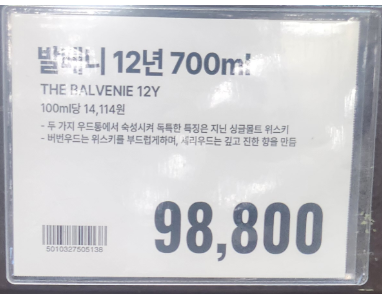 발베니 12년 700ml
THE BALVENIE 12Y
100ml당 14,114원
- 두 가지 우드통에서 숙성시켜 독특한 특징은 지닌 싱글몰트 위스키
- 버번우드는 위스키를 부드럽게하며, 셰리우드는 깊고 진한 향을 만듬
98,800
5010327505138